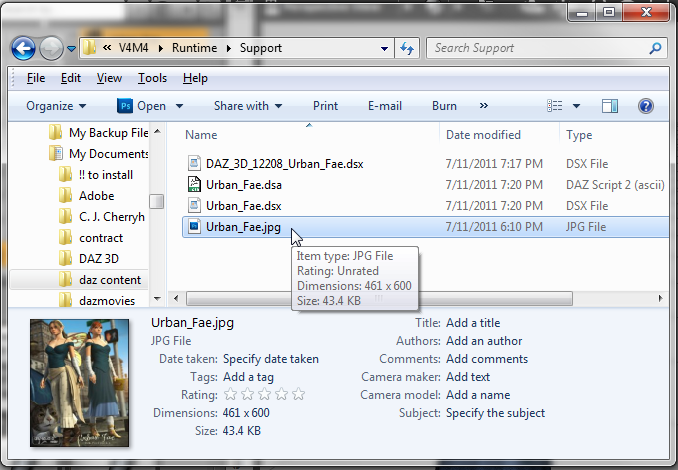 « V4M4 Runtime Support Search Support
File Edit View Tools Help
Organize Ps Open Share with Print E-mail Burn »
Name Date modified Type
My Backup File
My Documents
!! to install
Adobe
C. J. Cherryh
contract
DAZ 3D
daz content
dazmovies
DAZ_3D_12208_Urban_Fae.dsx 7/11/2011 7:17 PM DSX File
Urban_Fae.dsa 7/11/2011 7:20 PM DAZ Script 2 (ascii)
Urban_Fae.dsx 7/11/2011 7:20 PM DSX File
Urban_Fae.jpg 7/11/2011 6:10 PM JPG File
Item type: JPG File
Rating: Unrated
Dimensions: 461 x 600
Size: 43.4 KB
Urban Fae
Urban_Fae.jpg
JPG File
Date taken: Specify date taken
Tags: Add a tag
Rating:
Dimensions: 461 x 600
Size: 43.4 KB
Title: Add a title
Authors: Add an author
Comments: Add comments
Camera maker: Add text
Camera model: Add a name
Subject: Specify the subject